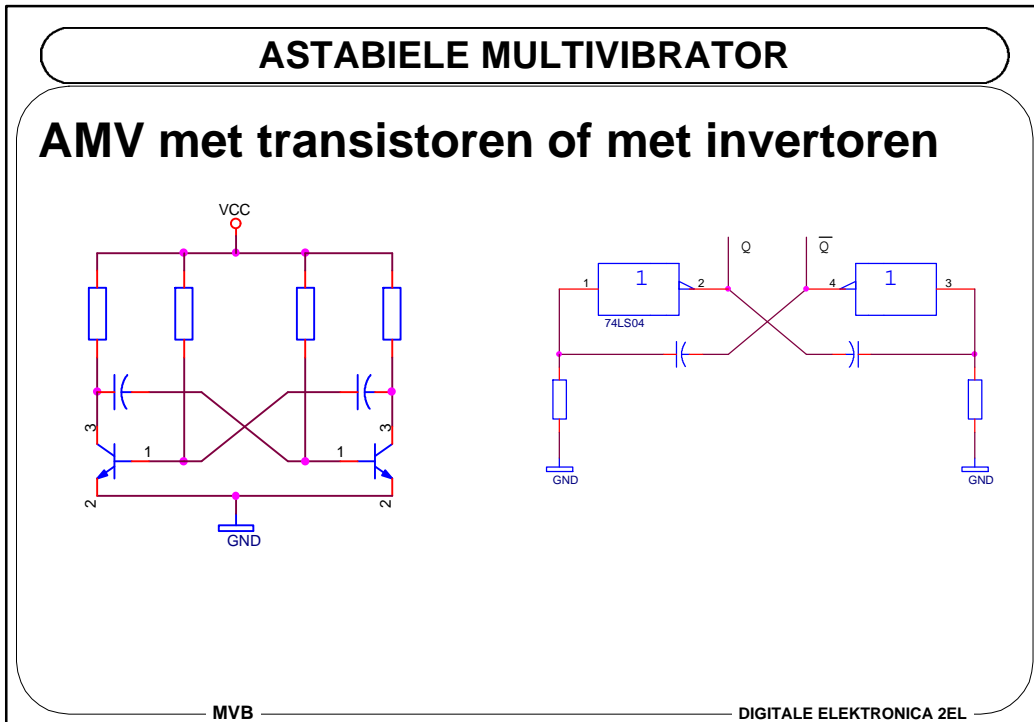 ASTABIELE MULTIVIBRATOR
AMV met transistoren of met invertoren
VCC
3
1
2
GND
1
3
2
Q
Q̅
1
1
2
74LS04
4
1
3
GND
GND
MVB
DIGITALE ELEKTRONICA 2EL